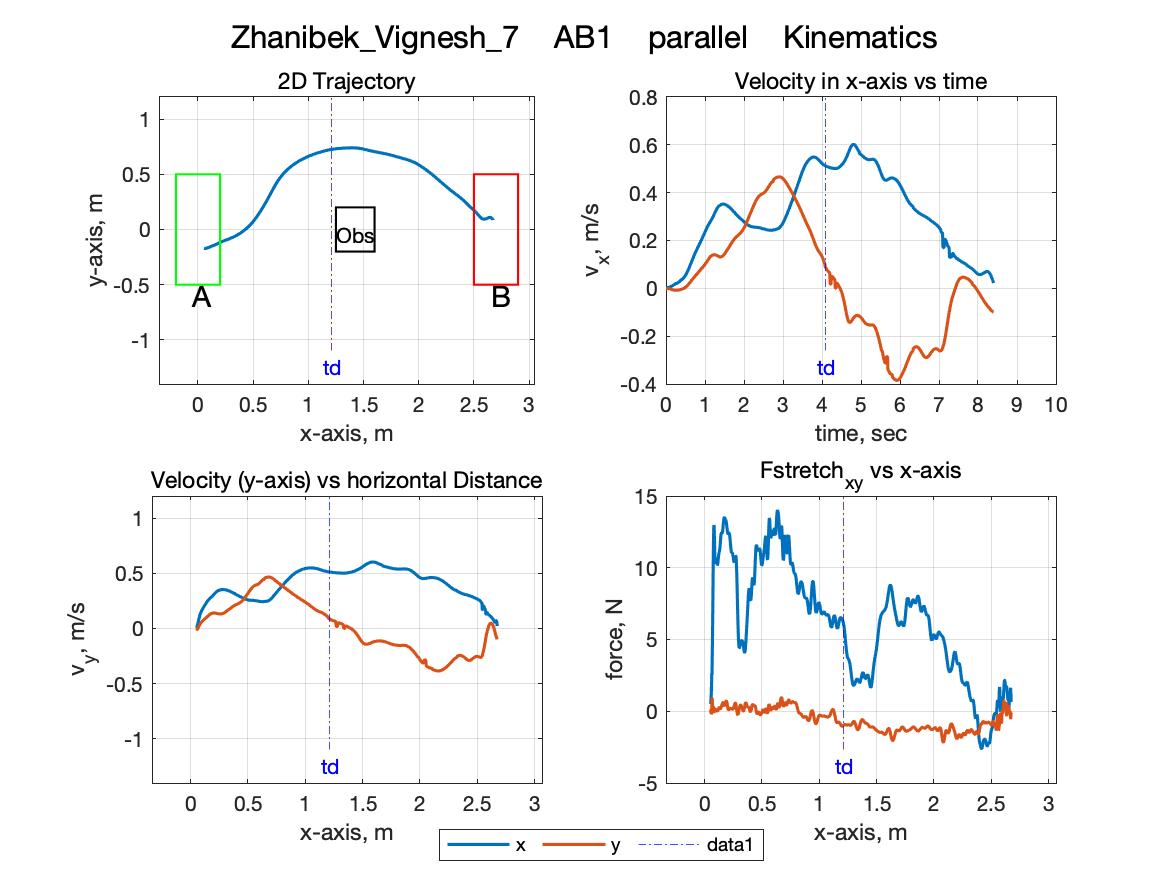 Zhanibek_Vignesh_7 AB1 parallel Kinematics
2D Trajectory
1
0.5
0
-0.5
-1
y-axis, m
A
Obs
B
td
0 0.5 1 1.5 2 2.5 3
x-axis, m
Velocity in x-axis vs time
0.8
0.6
0.4
0.2
0
-0.2
-0.4
v_x, m/s
td
0 1 2 3 4 5 6 7 8 9 10
time, sec
Velocity (y-axis) vs horizontal Distance
1
0.5
0
-0.5
-1
v_y, m/s
td
0 0.5 1 1.5 2 2.5 3
x-axis, m
Fstretch_xy vs x-axis
15
10
5
0
-5
force, N
td
0 0.5 1 1.5 2 2.5 3
x-axis, m
x y data1